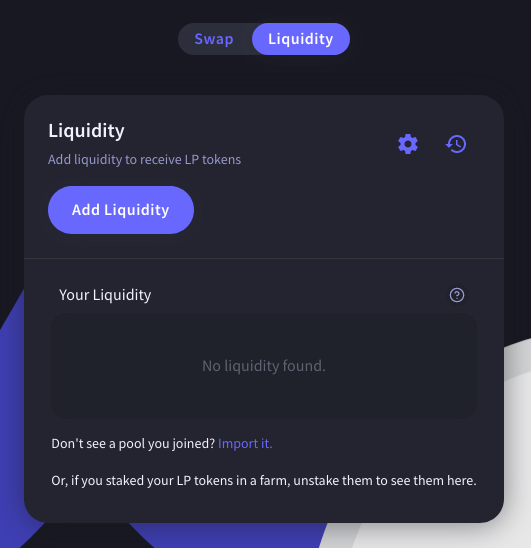 Swap
Liquidity
Liquidity
Add liquidity to receive LP tokens
Add Liquidity
Your Liquidity
No liquidity found.
Don't see a pool you joined? Import it.
Or, if you staked your LP tokens in a farm, unstake them to see them here.